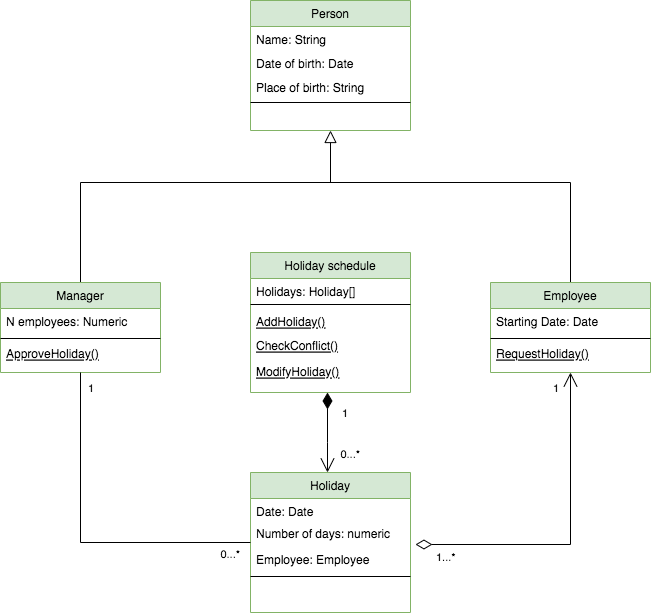 Person
Name: String
Date of birth: Date
Place of birth: String
Holiday schedule
Holidays: Holiday[]
AddHoliday()
CheckConflict()
ModifyHoliday()
Manager
N employees: Numeric
ApproveHoliday()
Employee
Starting Date: Date
RequestHoliday()
1
1
1
0...*
Holiday
Date: Date
Number of days: numeric
Employee: Employee
0...*
1...*